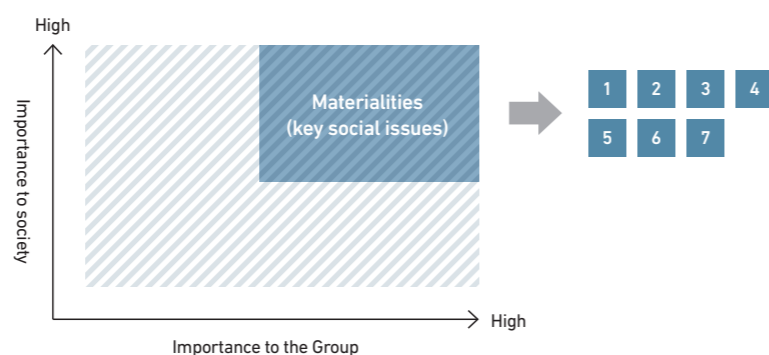 High
Importance to society
Materialities
(key social issues)
1 2 3 4
5 6 7
High
Importance to the Group